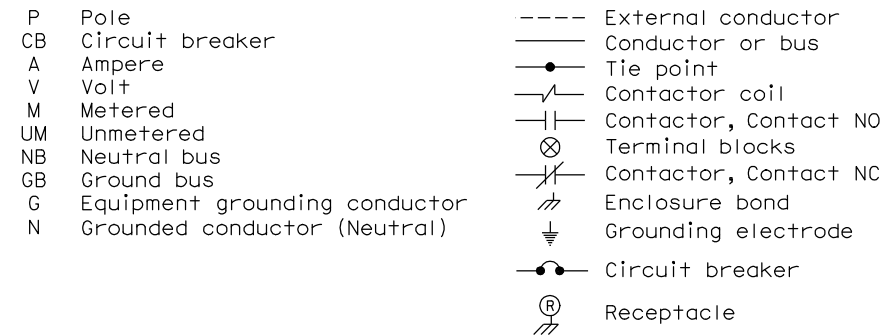 P Pole
CB Circuit breaker
A Ampere
V Volt
M Metered
UM Unmetered
NB Neutral bus
GB Ground bus
G Equipment grounding conductor
N Grounded conductor (Neutral)
External conductor
Conductor or bus
Tie point
Contactor coil
Contactor, Contact NO
Terminal blocks
Contactor, Contact NC
Enclosure bond
Grounding electrode
Circuit breaker
R Receptacle